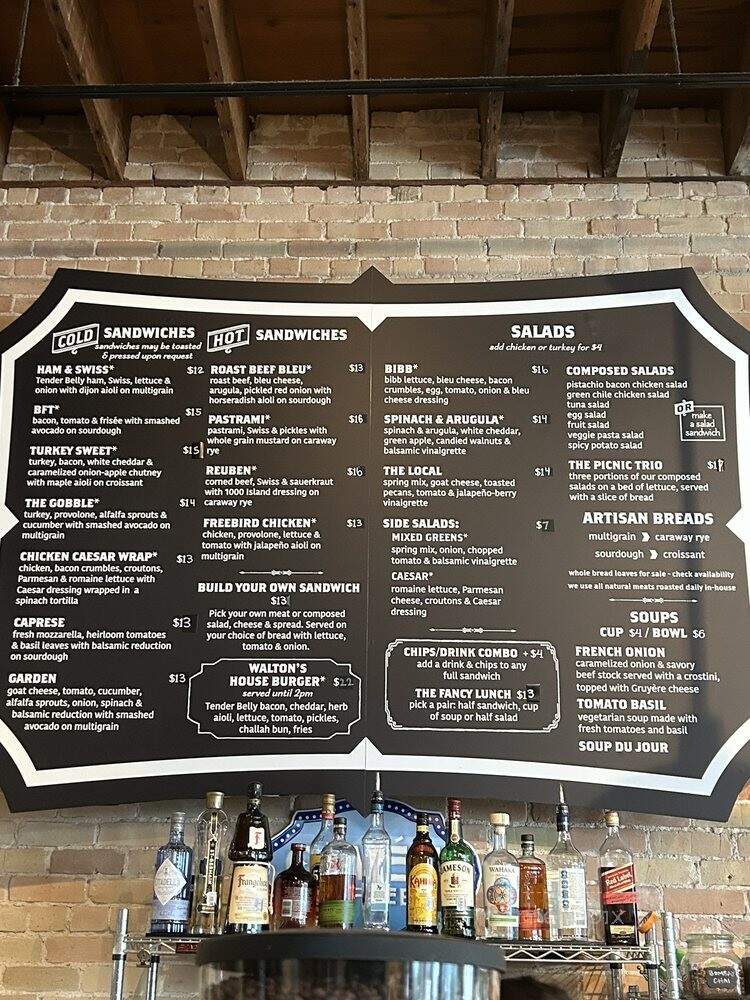 COLD SANDWICHES
sandwiches may be toasted
& pressed upon request
HAM & SWISS* $12
Tender Belly ham, Swiss, lettuce &
onion with dijon aioli on multigrain
BFT* $15
bacon, tomato & frisée with smashed
avocado on sourdough
TURKEY SWEET* $15
turkey, bacon, white cheddar &
caramelized onion-apple chutney
with maple aioli on croissant
THE GOBBLE* $14
turkey, provolone, alfalfa sprouts &
cucumber with smashed avocado on
multigrain
CHICKEN CAESAR WRAP* $13
chicken, bacon crumbles, croutons,
Parmesan & romaine lettuce with
Caesar dressing wrapped in a
spinach tortilla
CAPRESE $13
fresh mozzarella, heirloom tomatoes
& basil leaves with balsamic reduction
on sourdough
GARDEN $13
goat cheese, tomato, cucumber,
alfalfa sprouts, onion, spinach &
balsamic reduction with smashed
avocado on multigrain
HOT SANDWICHES
ROAST BEEF BLEU* $13
roast beef, bleu cheese,
arugula, pickled red onion with
horseradish aioli on sourdough
PASTRAMI* $16
pastrami, Swiss & pickles with
whole grain mustard on caraway
rye
REUBEN* $16
corned beef, Swiss & sauerkraut
with 1000 Island dressing on
caraway rye
FREEBIRD CHICKEN* $13
chicken, provolone, lettuce &
tomato with jalapeño aioli on
multigrain
BUILD YOUR OWN SANDWICH
$13
Pick your own meat or composed
salad, cheese & spread. Served on
your choice of bread with lettuce,
tomato & onion.
WALTON'S
HOUSE BURGER* $22
served until 2pm
Tender Belly bacon, cheddar, herb
aioli, lettuce, tomato, pickles,
challah bun, fries
SALADS
add chicken or turkey for $4
BIBB* $16
bibb lettuce, bleu cheese, bacon
crumbles, egg, tomato, onion & bleu
cheese dressing
SPINACH & ARUGULA* $14
spinach & arugula, white cheddar,
green apple, candied walnuts &
balsamic vinaigrette
THE LOCAL $14
spring mix, goat cheese, toasted
pecans, tomato & jalapeño-berry
vinaigrette
SIDE SALADS: $7
MIXED GREENS*
spring mix, onion, chopped
tomato & balsamic vinaigrette
CAESAR*
romaine lettuce, Parmesan
cheese, croutons & Caesar
dressing
CHIPS/DRINK COMBO +$4
add a drink & chips to any
full sandwich
THE FANCY LUNCH $13
pick a pair: half sandwich, cup
of soup or half salad
COMPOSED SALADS
pistachio bacon chicken salad
green chile chicken salad
tuna salad
egg salad
fruit salad
veggie pasta salad
spicy potato salad
OR
make
a salad
sandwich
THE PICNIC TRIO
three portions of our composed
salads on a bed of lettuce, served
with a slice of bread
ARTISAN BREADS
multigrain caraway rye
sourdough croissant
whole bread loaves for sale - check availability
we use all natural meats roasted daily in-house
SOUPS
CUP $4 / BOWL $6
FRENCH ONION
caramelized onion & savory
beef stock served with a crostini,
topped with Gruyère cheese
TOMATO BASIL
vegetarian soup made with
fresh tomatoes and basil
SOUP DU JOUR
Frangelico
KAHLÚA
JAMESON
WAHAKA
Red Label
BOMBAY
CHAI